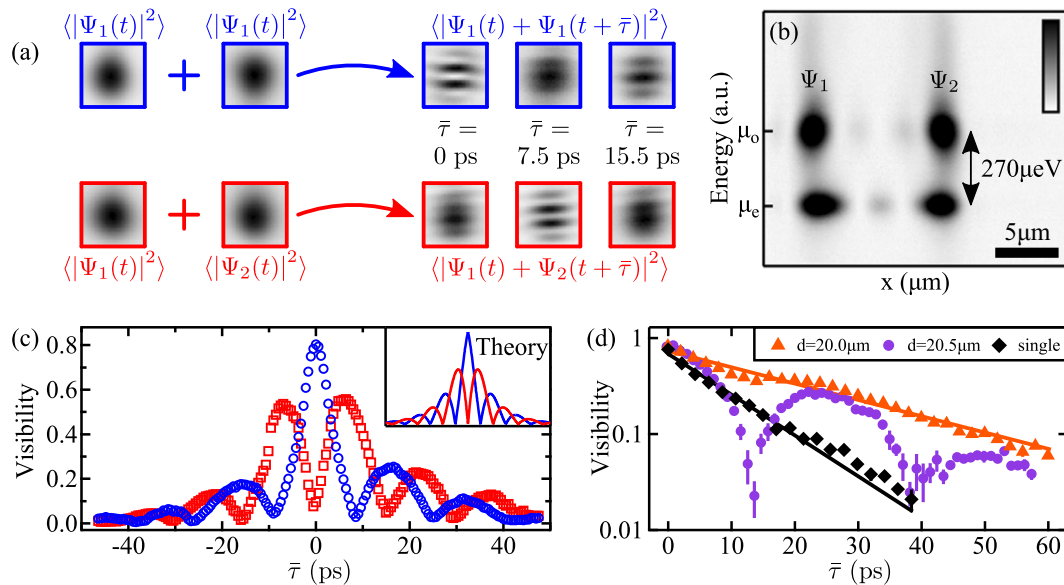 (a)
⟨|Ψ₁(t)|²⟩ ⟨|Ψ₁(t)|²⟩ ⟨|Ψ₁(t) + Ψ₁(t + τ̄)|²⟩
+
τ̄ = τ̄ = τ̄ =
0 ps 7.5 ps 15.5 ps
+
⟨|Ψ₁(t)|²⟩ ⟨|Ψ₂(t)|²⟩ ⟨|Ψ₁(t) + Ψ₂(t + τ̄)|²⟩
(b)
Ψ₁ Ψ₂
Energy (a.u.)
μₒ
270μeV
μₑ
5μm
x (μm)
(c)
Visibility
0.8
0.6
0.4
0.2
0.0
Theory
-40 -20 0 20 40
τ̄ (ps)
(d)
Visibility
1
0.1
0.01
d=20.0μm d=20.5μm single
0 10 20 30 40 50 60
τ̄ (ps)